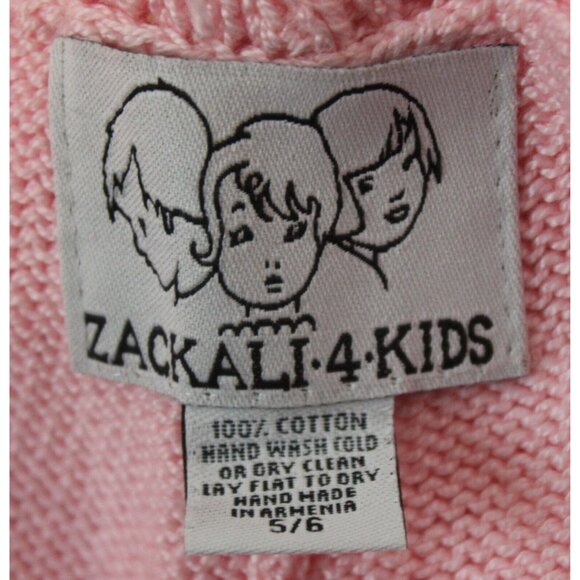 ZACKALI·4·KIDS
100% COTTON
HAND WASH COLD
OR DRY CLEAN
LAY FLAT TO DRY
HAND MADE
IN ARMENIA
5/6